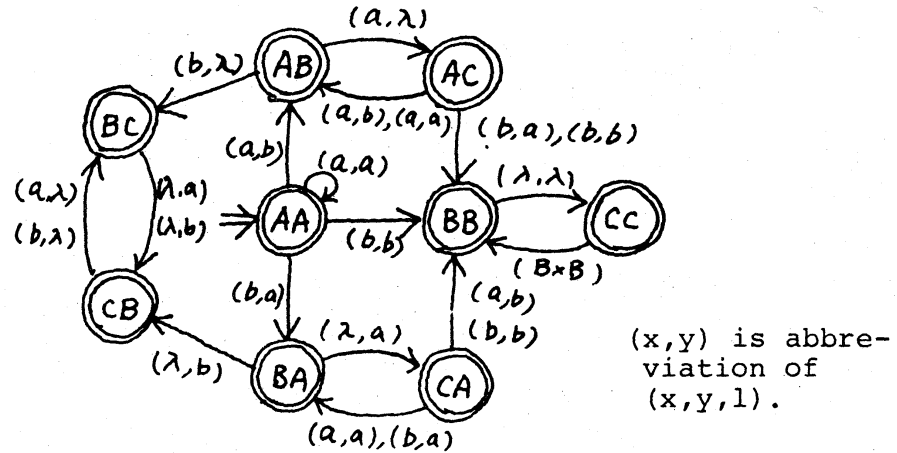 (a,λ)
(b,λ)
AB
AC
BC
(a,b),(a,a)
(b,a),(b,b)
(a,b)
(a,a)
(λ,λ)
(a,λ)
(λ,a)
(b,λ)
(λ,b)
AA
(b,b)
BB
CC
(B×B)
(b,a)
(a,b)
CB
(λ,a)
(b,b)
(x,y) is abbre-
viation of
(x,y,1).
(λ,b)
BA
CA
(a,a),(b,a)